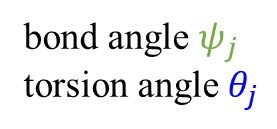 bond angle ψⱼ
torsion angle θⱼ